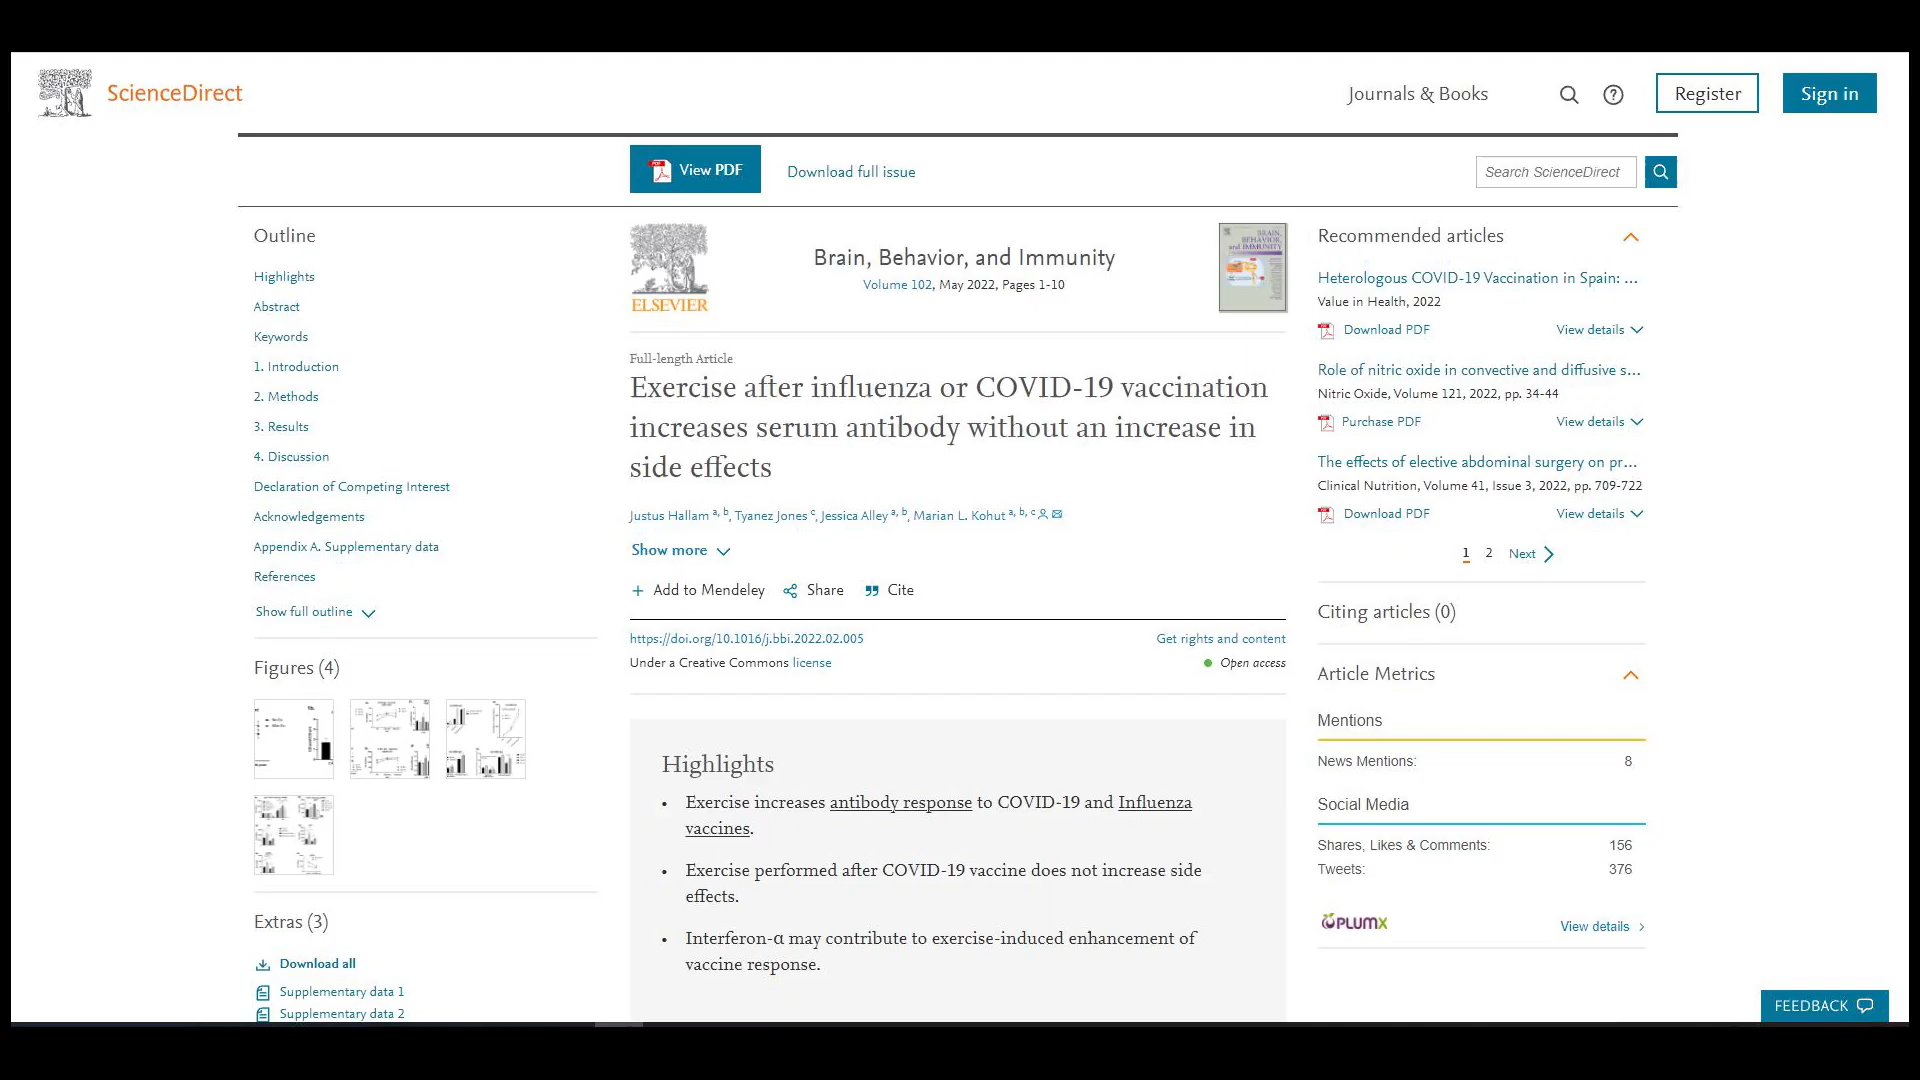 ScienceDirect
Journals & Books
Register
Sign in
View PDF
Download full issue
Search ScienceDirect
Outline
Highlights
Abstract
Keywords
1. Introduction
2. Methods
3. Results
4. Discussion
Declaration of Competing Interest
Acknowledgements
Appendix A. Supplementary data
References
Show full outline
Figures (4)
Extras (3)
Download all
Supplementary data 1
Supplementary data 2
ELSEVIER
Brain, Behavior, and Immunity
Volume 102, May 2022, Pages 1-10
BRAIN, BEHAVIOR, and IMMUNITY
Full-length Article
Exercise after influenza or COVID-19 vaccination
increases serum antibody without an increase in
side effects
Justus Hallam a, b, Tyanez Jones c, Jessica Alley a, b, Marian L. Kohut a, b, c
Show more
Add to Mendeley
Share
Cite
https://doi.org/10.1016/j.bbi.2022.02.005
Get rights and content
Under a Creative Commons license
Open access
Highlights
• Exercise increases antibody response to COVID-19 and Influenza
vaccines.
• Exercise performed after COVID-19 vaccine does not increase side
effects.
• Interferon-α may contribute to exercise-induced enhancement of
vaccine response.
Recommended articles
Heterologous COVID-19 Vaccination in Spain: …
Value in Health, 2022
Download PDF
View details
Role of nitric oxide in convective and diffusive s…
Nitric Oxide, Volume 121, 2022, pp. 34-44
Purchase PDF
View details
The effects of elective abdominal surgery on pr…
Clinical Nutrition, Volume 41, Issue 3, 2022, pp. 709-722
Download PDF
View details
1 2 Next
Citing articles (0)
Article Metrics
Mentions
News Mentions: 8
Social Media
Shares, Likes & Comments: 156
Tweets: 376
PLUMX
View details
FEEDBACK